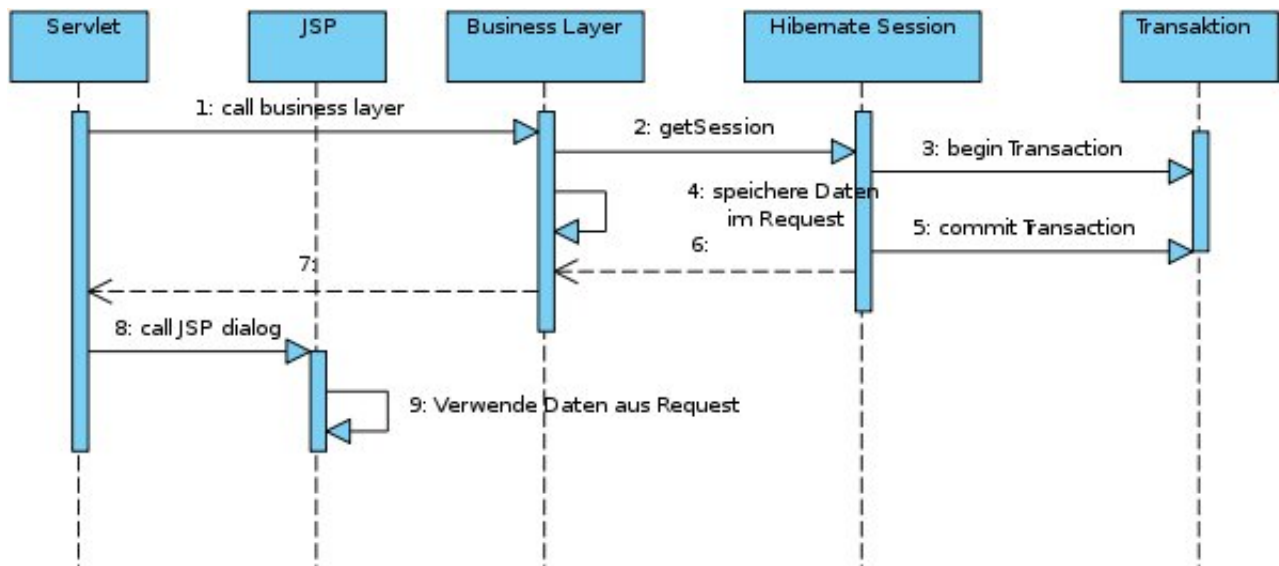 Servlet
JSP
Business Layer
Hibernate Session
Transaktion
1: call business layer
2: getSession
3: begin Transaction
4: speichere Daten
im Request
5: commit Transaction
6:
7:
8: call JSP dialog
9: Verwende Daten aus Request